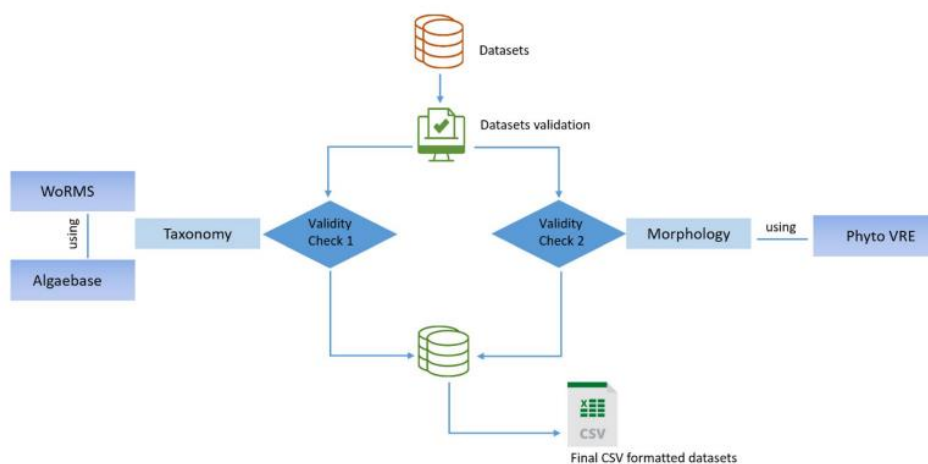 Datasets
Datasets validation
WoRMS
using
Algaebase
Taxonomy
Validity
Check 1
Validity
Check 2
Morphology
using
Phyto VRE
X
CSV
Final CSV formatted datasets